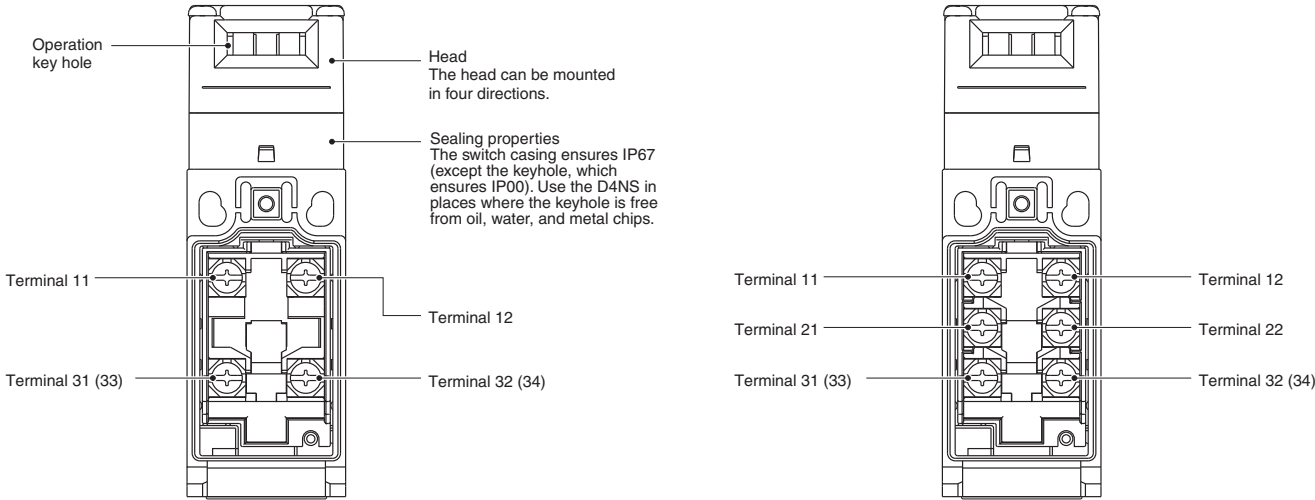 Operation
key hole
Head
The head can be mounted
in four directions.
Sealing properties
The switch casing ensures IP67
(except the keyhole, which
ensures IP00). Use the D4NS in
places where the keyhole is free
from oil, water, and metal chips.
Terminal 11
Terminal 12
Terminal 31 (33)
Terminal 32 (34)
Terminal 11
Terminal 12
Terminal 21
Terminal 22
Terminal 31 (33)
Terminal 32 (34)